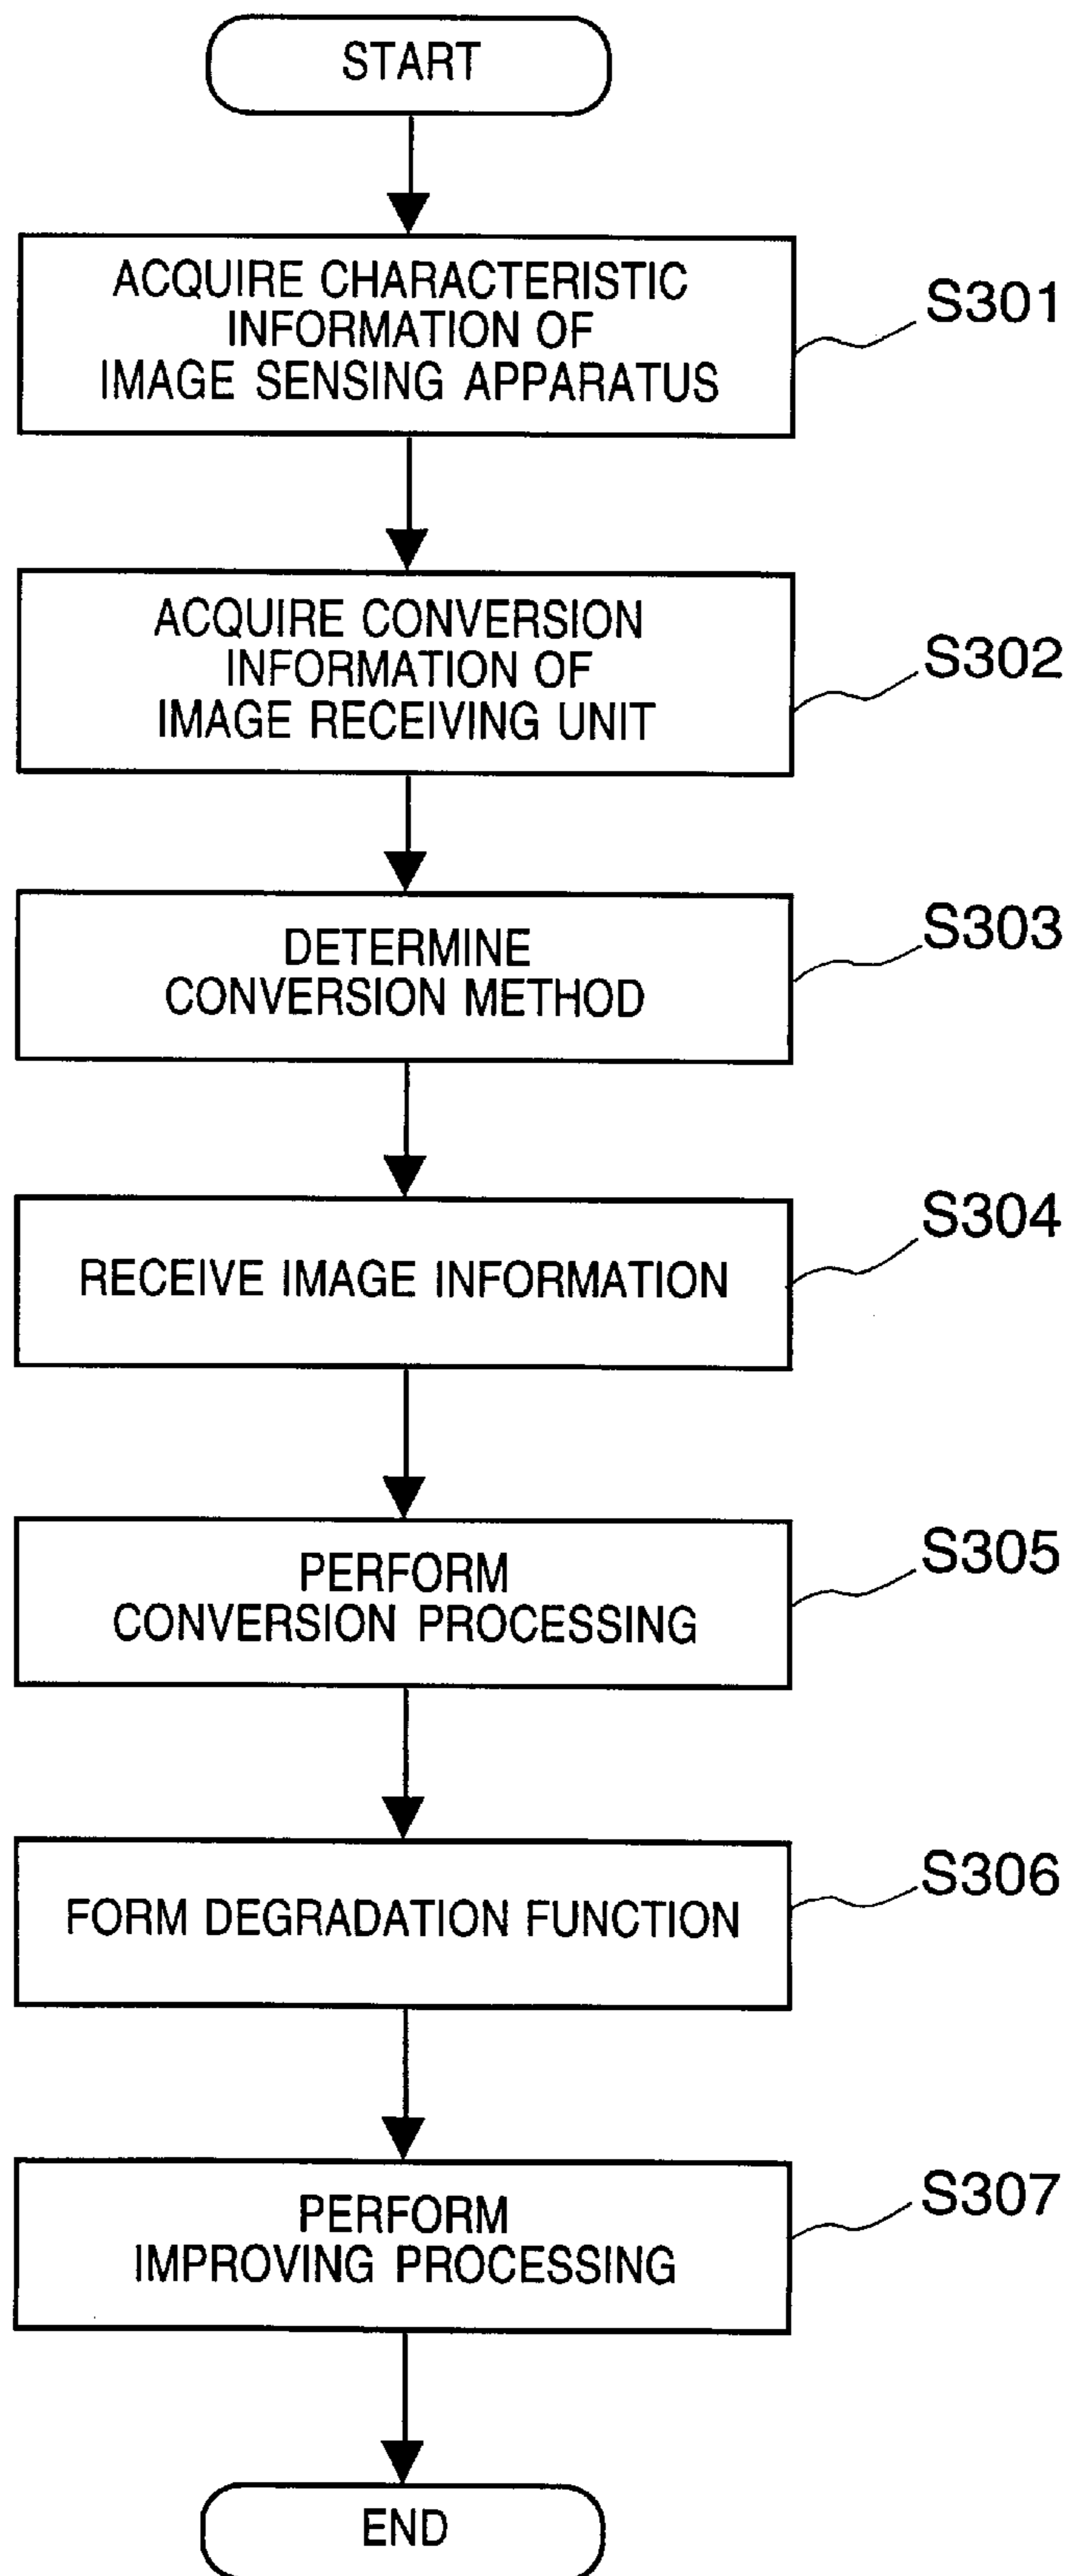 START
ACQUIRE CHARACTERISTIC
INFORMATION OF
IMAGE SENSING APPARATUS
S301
ACQUIRE CONVERSION
INFORMATION OF
IMAGE RECEIVING UNIT
S302
DETERMINE
CONVERSION METHOD
S303
RECEIVE IMAGE INFORMATION
S304
PERFORM
CONVERSION PROCESSING
S305
FORM DEGRADATION FUNCTION
S306
PERFORM
IMPROVING PROCESSING
S307
END